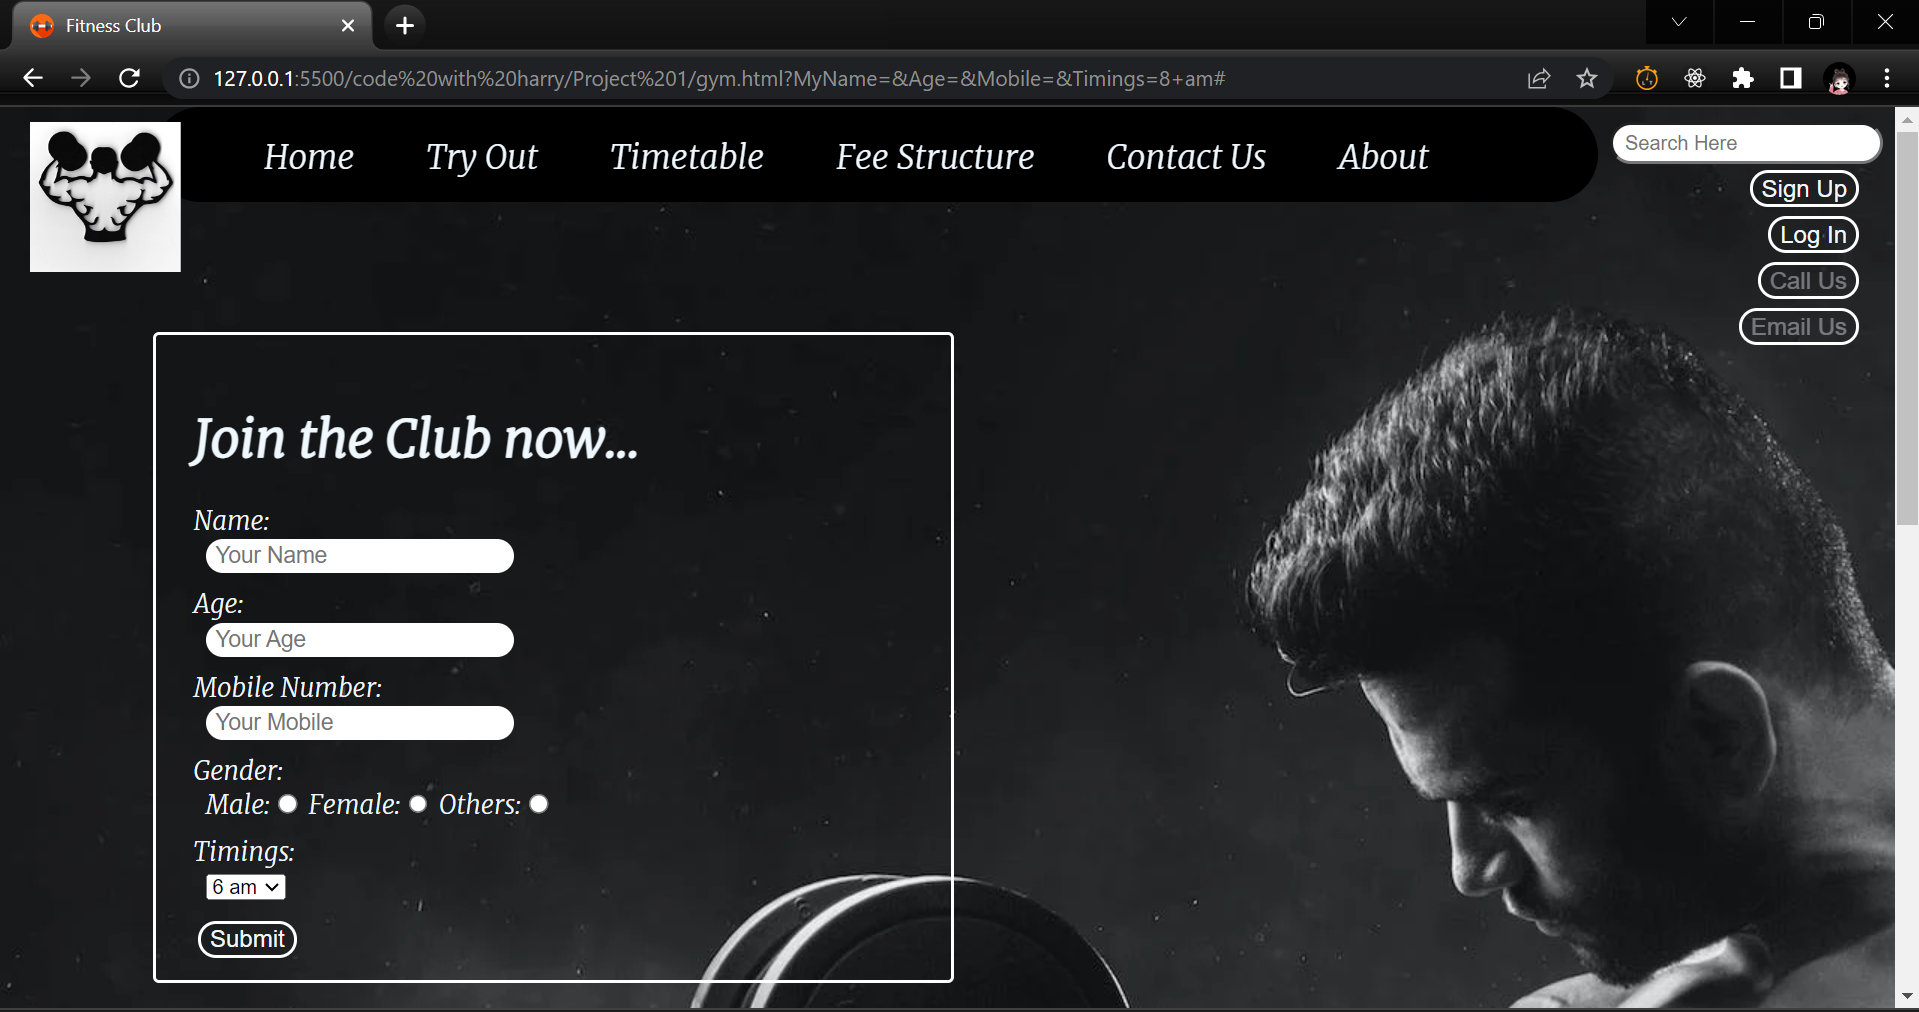 Fitness Club
127.0.0.1:5500/code%20with%20harry/Project%201/gym.html?MyName=&Age=&Mobile=&Timings=8+am#
Home Try Out Timetable Fee Structure Contact Us About
Search Here
Sign Up
Log In
Call Us
Email Us
Join the Club now...
Name:
Your Name
Age:
Your Age
Mobile Number:
Your Mobile
Gender:
Male: Female: Others:
Timings:
6 am
Submit